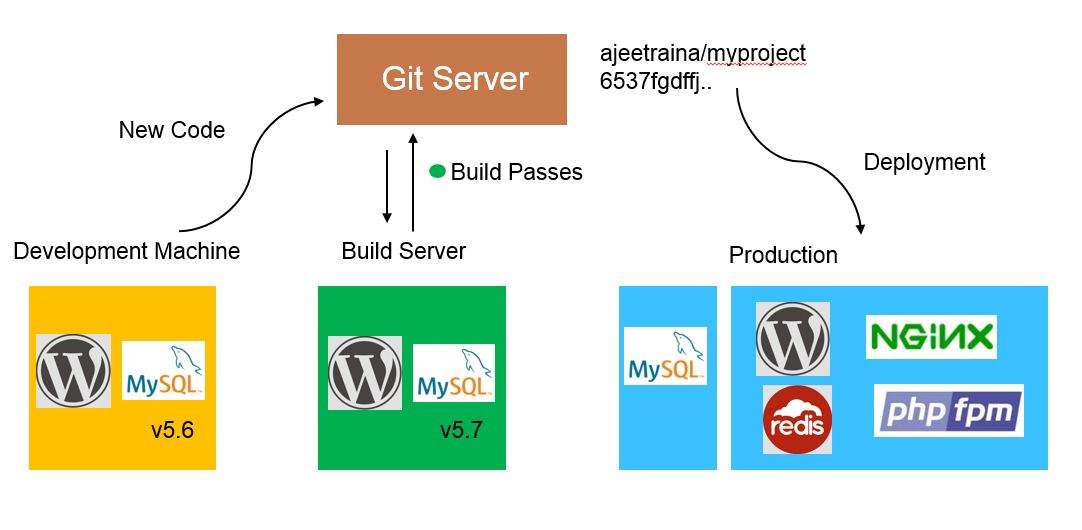 Git Server
ajeetraina/myproject
6537fgdffj..
New Code
Build Passes
Deployment
Development Machine
Build Server
Production
W
MySQL
v5.6
W
MySQL
v5.7
MySQL
W
NGINX
redis
php fpm